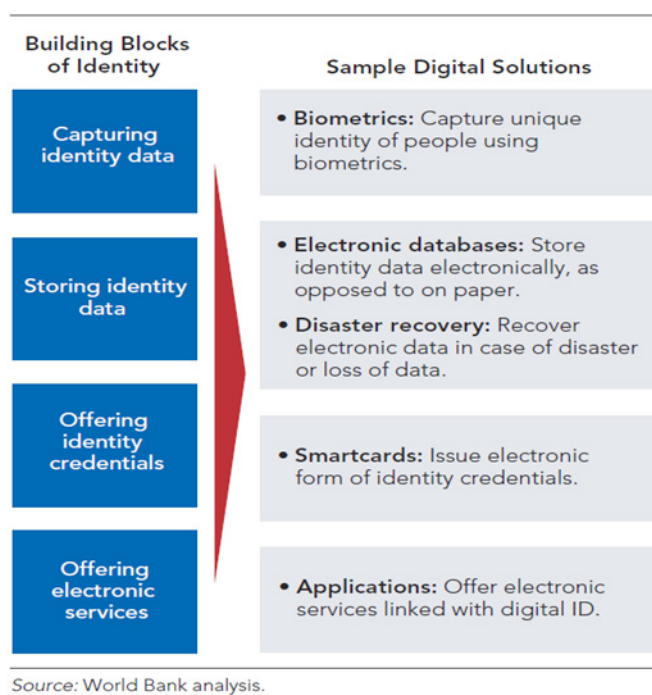 Building Blocks
of Identity
Sample Digital Solutions
Capturing
identity data
• Biometrics: Capture unique
identity of people using
biometrics.
Storing identity
data
• Electronic databases: Store
identity data electronically, as
opposed to on paper.
• Disaster recovery: Recover
electronic data in case of disaster
or loss of data.
Offering
identity
credentials
• Smartcards: Issue electronic
form of identity credentials.
Offering
electronic
services
• Applications: Offer electronic
services linked with digital ID.
Source: World Bank analysis.